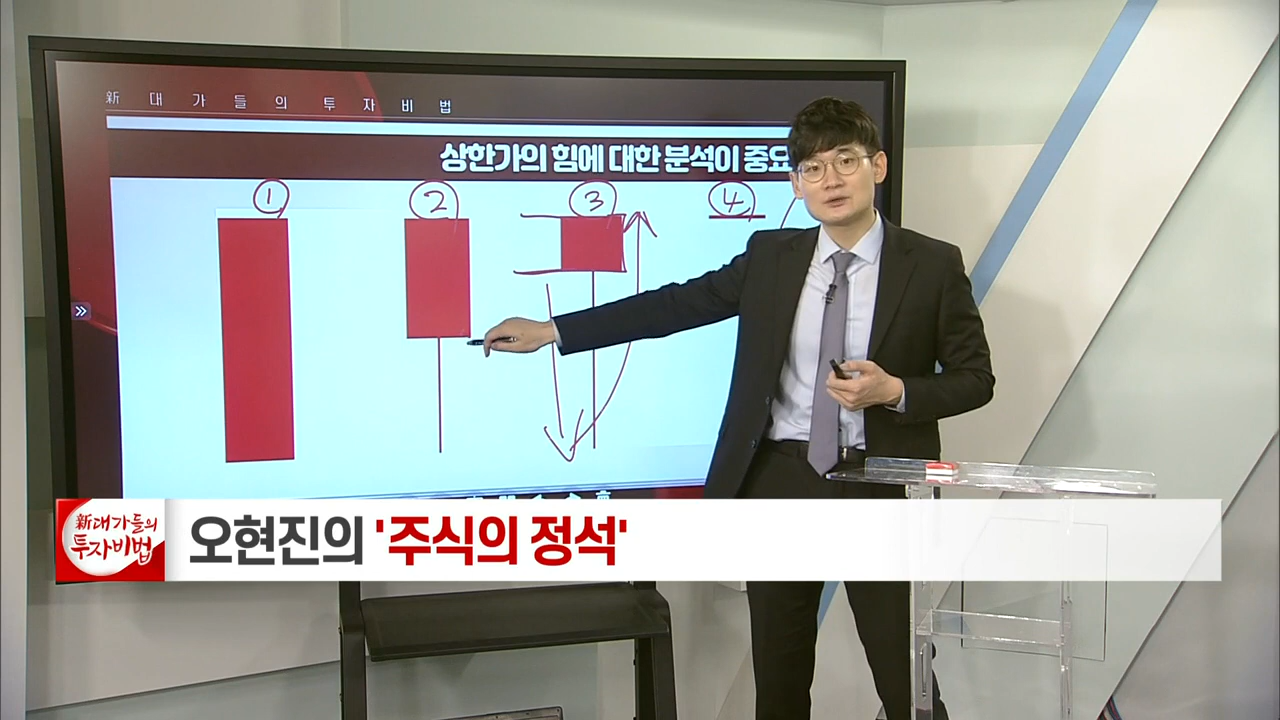 新 대 가 들 의 투 자 비 법
상한가의 힘에 대한 분석이 중요
① ② ③ ④
»
新대가들의
투자비법
오현진의 '주식의 정석'